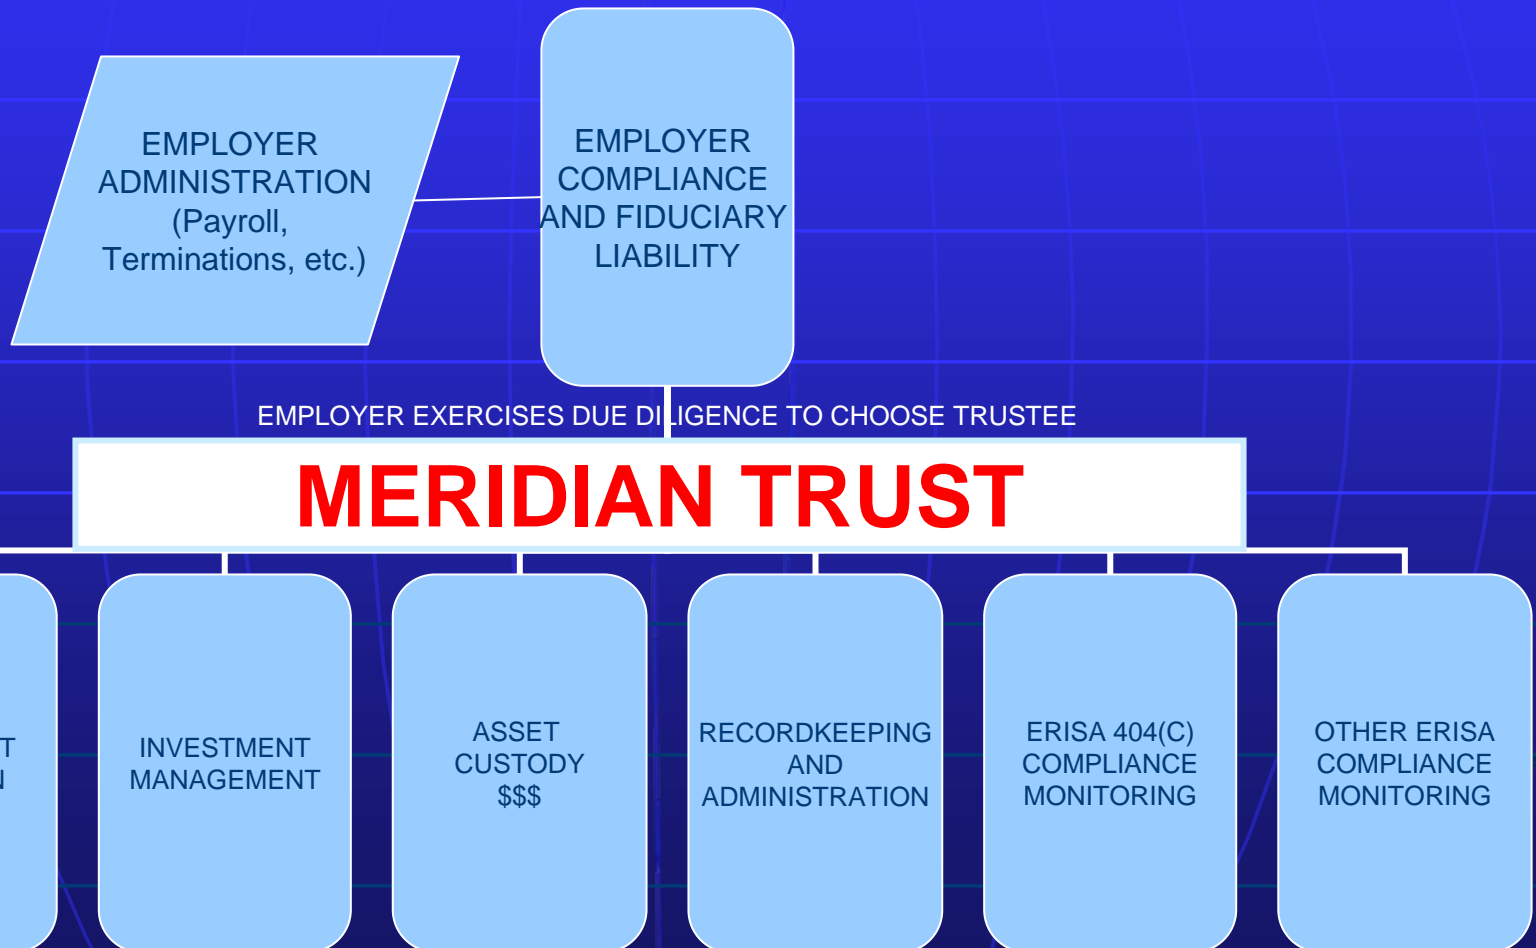 EMPLOYER
ADMINISTRATION
(Payroll,
Terminations, etc.)
EMPLOYER
COMPLIANCE
AND FIDUCIARY
LIABILITY
EMPLOYER EXERCISES DUE DILIGENCE TO CHOOSE TRUSTEE
MERIDIAN TRUST
INVESTMENT
MANAGEMENT
ASSET
CUSTODY
$$$
RECORDKEEPING
AND
ADMINISTRATION
ERISA 404(C)
COMPLIANCE
MONITORING
OTHER ERISA
COMPLIANCE
MONITORING